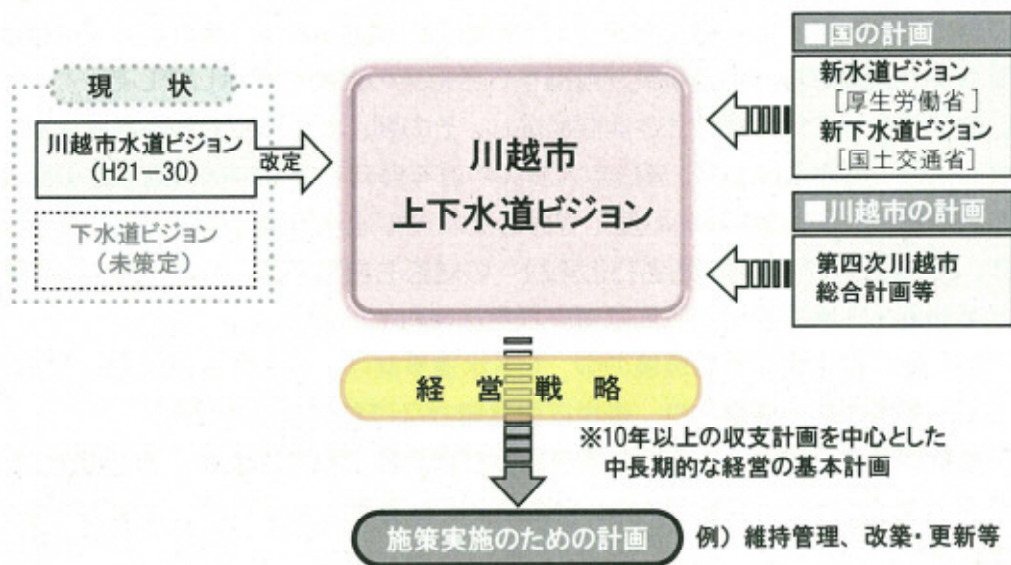 現 状
川越市水道ビジョン
(H21－30)
改定
下水道ビジョン
(未策定)
川越市
上下水道ビジョン
■国の計画
新水道ビジョン
[厚生労働省]
新下水道ビジョン
[国土交通省]
■川越市の計画
第四次川越市
総合計画等
経 営 戦 略
※10年以上の収支計画を中心とした
中長期的な経営の基本計画
施策実施のための計画
例）維持管理、改築・更新等